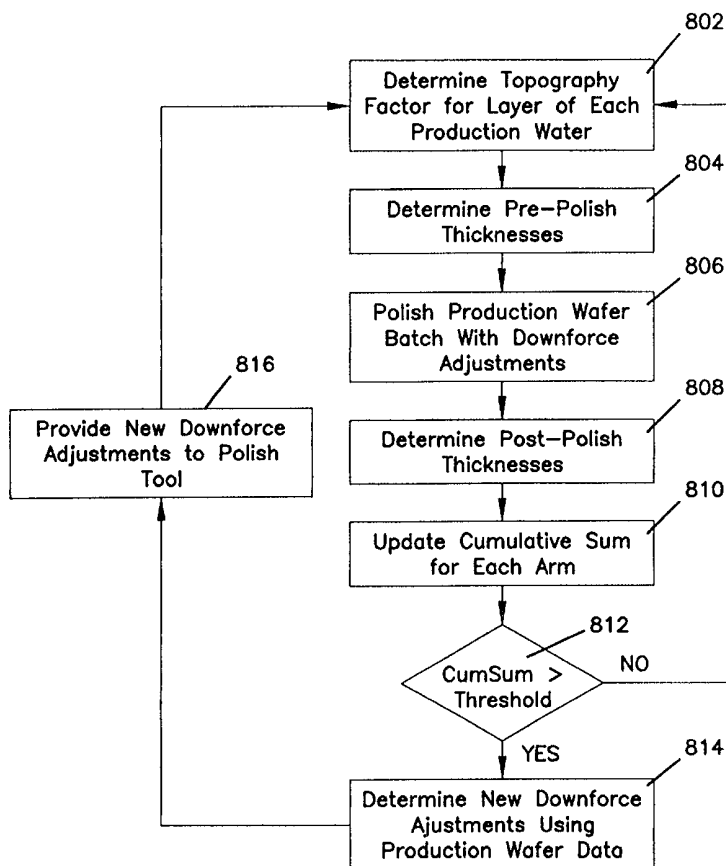 802
Determine Topography
Factor for Layer of Each
Production Water
804
Determine Pre-Polish
Thicknesses
806
Polish Production Wafer
Batch With Downforce
Adjustments
816
Provide New Downforce
Adjustments to Polish
Tool
808
Determine Post-Polish
Thicknesses
810
Update Cumulative Sum
for Each Arm
812
CumSum >
Threshold
NO
YES
814
Determine New Downforce
Ajustments Using
Production Wafer Data